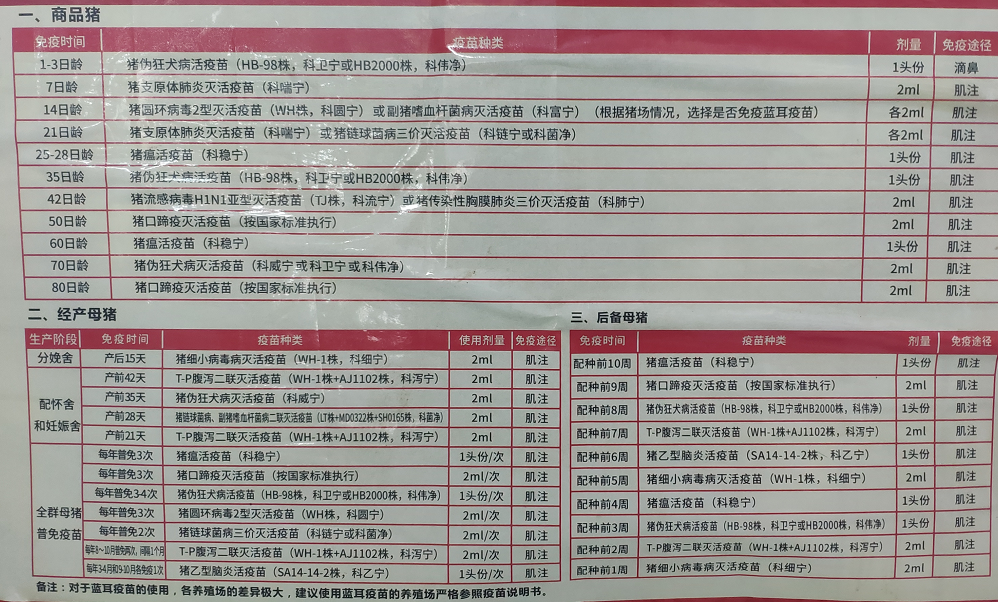 一、商品猪
免疫时间 疫苗种类 剂量 免疫途径
1-3日龄 猪伪狂犬病活疫苗（HB-98株，科卫宁或HB2000株，科伟净） 1头份 滴鼻
7日龄 猪支原体肺炎灭活疫苗（科喘宁） 2ml 肌注
14日龄 猪圆环病毒2型灭活疫苗（WH株，科圆宁）或副猪嗜血杆菌病灭活疫苗（科富宁）（根据猪场情况，选择是否免疫蓝耳疫苗） 各2ml 肌注
21日龄 猪支原体肺炎灭活疫苗（科喘宁）或猪链球菌病三价灭活疫苗（科链宁或科菌净） 各2ml 肌注
25-28日龄 猪瘟活疫苗（科稳宁） 1头份 肌注
35日龄 猪伪狂犬病活疫苗（HB-98株，科卫宁或HB2000株，科伟净） 1头份 肌注
42日龄 猪流感病毒H1N1亚型灭活疫苗（TJ株，科流宁）或猪传染性胸膜肺炎三价灭活疫苗（科肺宁） 2ml 肌注
50日龄 猪口蹄疫灭活疫苗（按国家标准执行） 2ml 肌注
60日龄 猪瘟活疫苗（科稳宁） 1头份 肌注
70日龄 猪伪狂犬病灭活疫苗（科威宁或科卫宁或科伟净） 2ml 肌注
80日龄 猪口蹄疫灭活疫苗（按国家标准执行） 2ml 肌注
二、经产母猪
生产阶段 免疫时间 疫苗种类 使用剂量 免疫途径
分娩舍 产后15天 猪细小病毒病灭活疫苗（WH-1株，科细宁） 2ml 肌注
配怀舍和妊娠舍 产前42天 T-P腹泻二联灭活疫苗（WH-1株+AJ1102株，科泻宁） 2ml 肌注
产前35天 猪伪狂犬病灭活疫苗（科威宁） 2ml 肌注
产前28天 猪链球菌病、副猪嗜血杆菌病二联灭活疫苗（LT株+MD0322株+SH0165株，科菌净） 2ml 肌注
产前21天 T-P腹泻二联灭活疫苗（WH-1株+AJ1102株，科泻宁） 2ml 肌注
全群母猪普免疫苗 每年普免3次 猪瘟活疫苗（科稳宁） 1头份/次 肌注
每年普免3次 猪口蹄疫灭活疫苗（按国家标准执行） 2ml/次 肌注
每年普免3-4次 猪伪狂犬病活疫苗（HB-98株，科卫宁或HB2000株，科伟净） 1头份/次 肌注
每年普免3次 猪圆环病毒2型灭活疫苗（WH株，科圆宁） 2ml/次 肌注
每年普免2次 猪链球菌病三价灭活疫苗（科链宁或科菌净） 2ml/次 肌注
每年8～10月普免两次，间隔1个月 T-P腹泻二联灭活疫苗（WH-1株+AJ1102株，科泻宁） 2ml/次 肌注
每年3-4月和9-10月各免疫1次 猪乙型脑炎活疫苗（SA14-14-2株，科乙宁） 1头份/次 肌注
三、后备母猪
免疫时间 疫苗种类 剂量 免疫途径
配种前10周 猪瘟活疫苗（科稳宁） 1头份 肌注
配种前9周 猪口蹄疫灭活疫苗（按国家标准执行） 2ml 肌注
配种前8周 猪伪狂犬病活疫苗（HB-98株，科卫宁或HB2000株，科伟净） 1头份 肌注
配种前7周 T-P腹泻二联灭活疫苗（WH-1株+AJ1102株，科泻宁） 2ml 肌注
配种前6周 猪乙型脑炎活疫苗（SA14-14-2株，科乙宁） 1头份 肌注
配种前5周 猪细小病毒病灭活疫苗（WH-1株，科细宁） 2ml 肌注
配种前4周 猪瘟活疫苗（科稳宁） 1头份 肌注
配种前3周 猪伪狂犬病活疫苗（HB-98株，科卫宁或HB2000株，科伟净） 1头份 肌注
配种前2周 T-P腹泻二联灭活疫苗（WH-1株+AJ1102株，科泻宁） 2ml 肌注
配种前1周 猪细小病毒病灭活疫苗（科细宁） 2ml 肌注
备注：对于蓝耳疫苗的使用，各养殖场的差异极大，建议使用蓝耳疫苗的养殖场严格参照疫苗说明书。